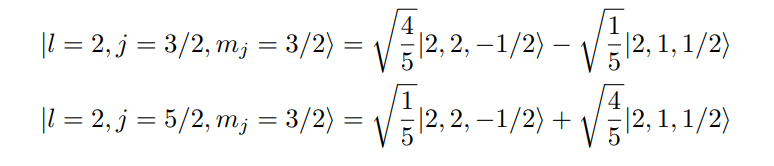 |l = 2, j = 3/2, m_j = 3/2⟩ = √(4/5)|2, 2, −1/2⟩ − √(1/5)|2, 1, 1/2⟩
|l = 2, j = 5/2, m_j = 3/2⟩ = √(1/5)|2, 2, −1/2⟩ + √(4/5)|2, 1, 1/2⟩